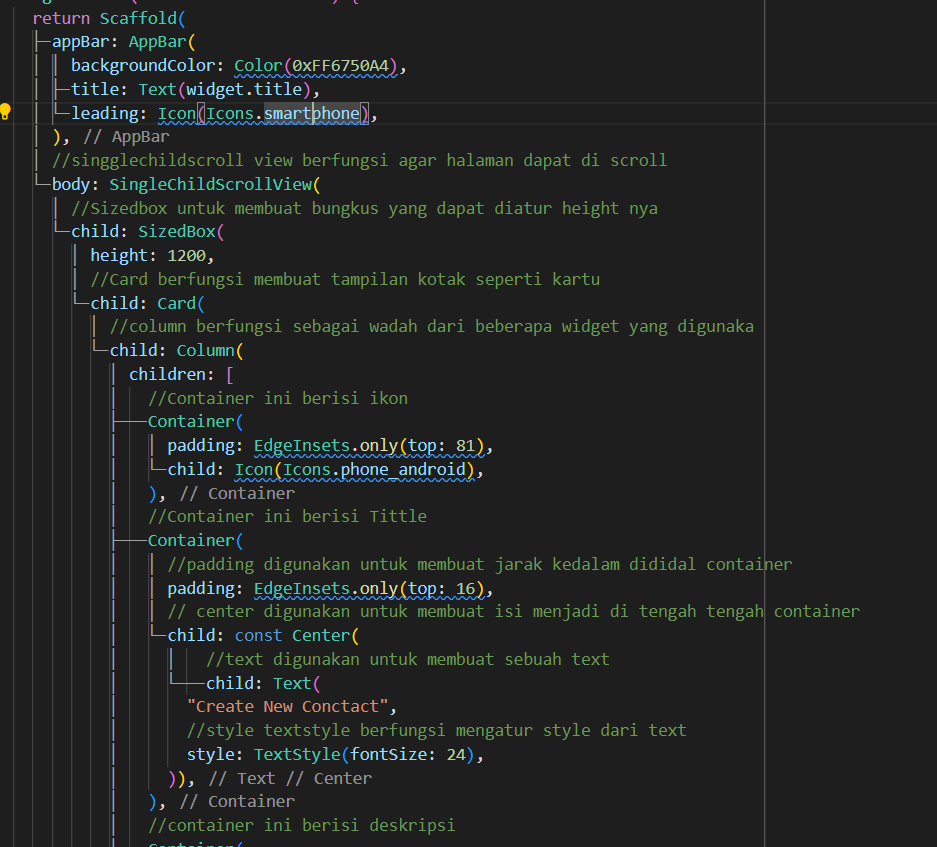 return Scaffold(
appBar: AppBar(
backgroundColor: Color(0xFF6750A4),
title: Text(widget.title),
leading: Icon(Icons.smartphone),
), // AppBar
//singglechildscroll view berfungsi agar halaman dapat di scroll
body: SingleChildScrollView(
//Sizedbox untuk membuat bungkus yang dapat diatur height nya
child: SizedBox(
height: 1200,
//Card berfungsi membuat tampilan kotak seperti kartu
child: Card(
//column berfungsi sebagai wadah dari beberapa widget yang digunaka
child: Column(
children: [
//Container ini berisi ikon
Container(
padding: EdgeInsets.only(top: 81),
child: Icon(Icons.phone_android),
), // Container
//Container ini berisi Tittle
Container(
//padding digunakan untuk membuat jarak kedalam dididal container
padding: EdgeInsets.only(top: 16),
// center digunakan untuk membuat isi menjadi di tengah tengah container
child: const Center(
//text digunakan untuk membuat sebuah text
child: Text(
"Create New Conctact",
//style textstyle berfungsi mengatur style dari text
style: TextStyle(fontSize: 24),
)), // Text // Center
), // Container
//container ini berisi deskripsi